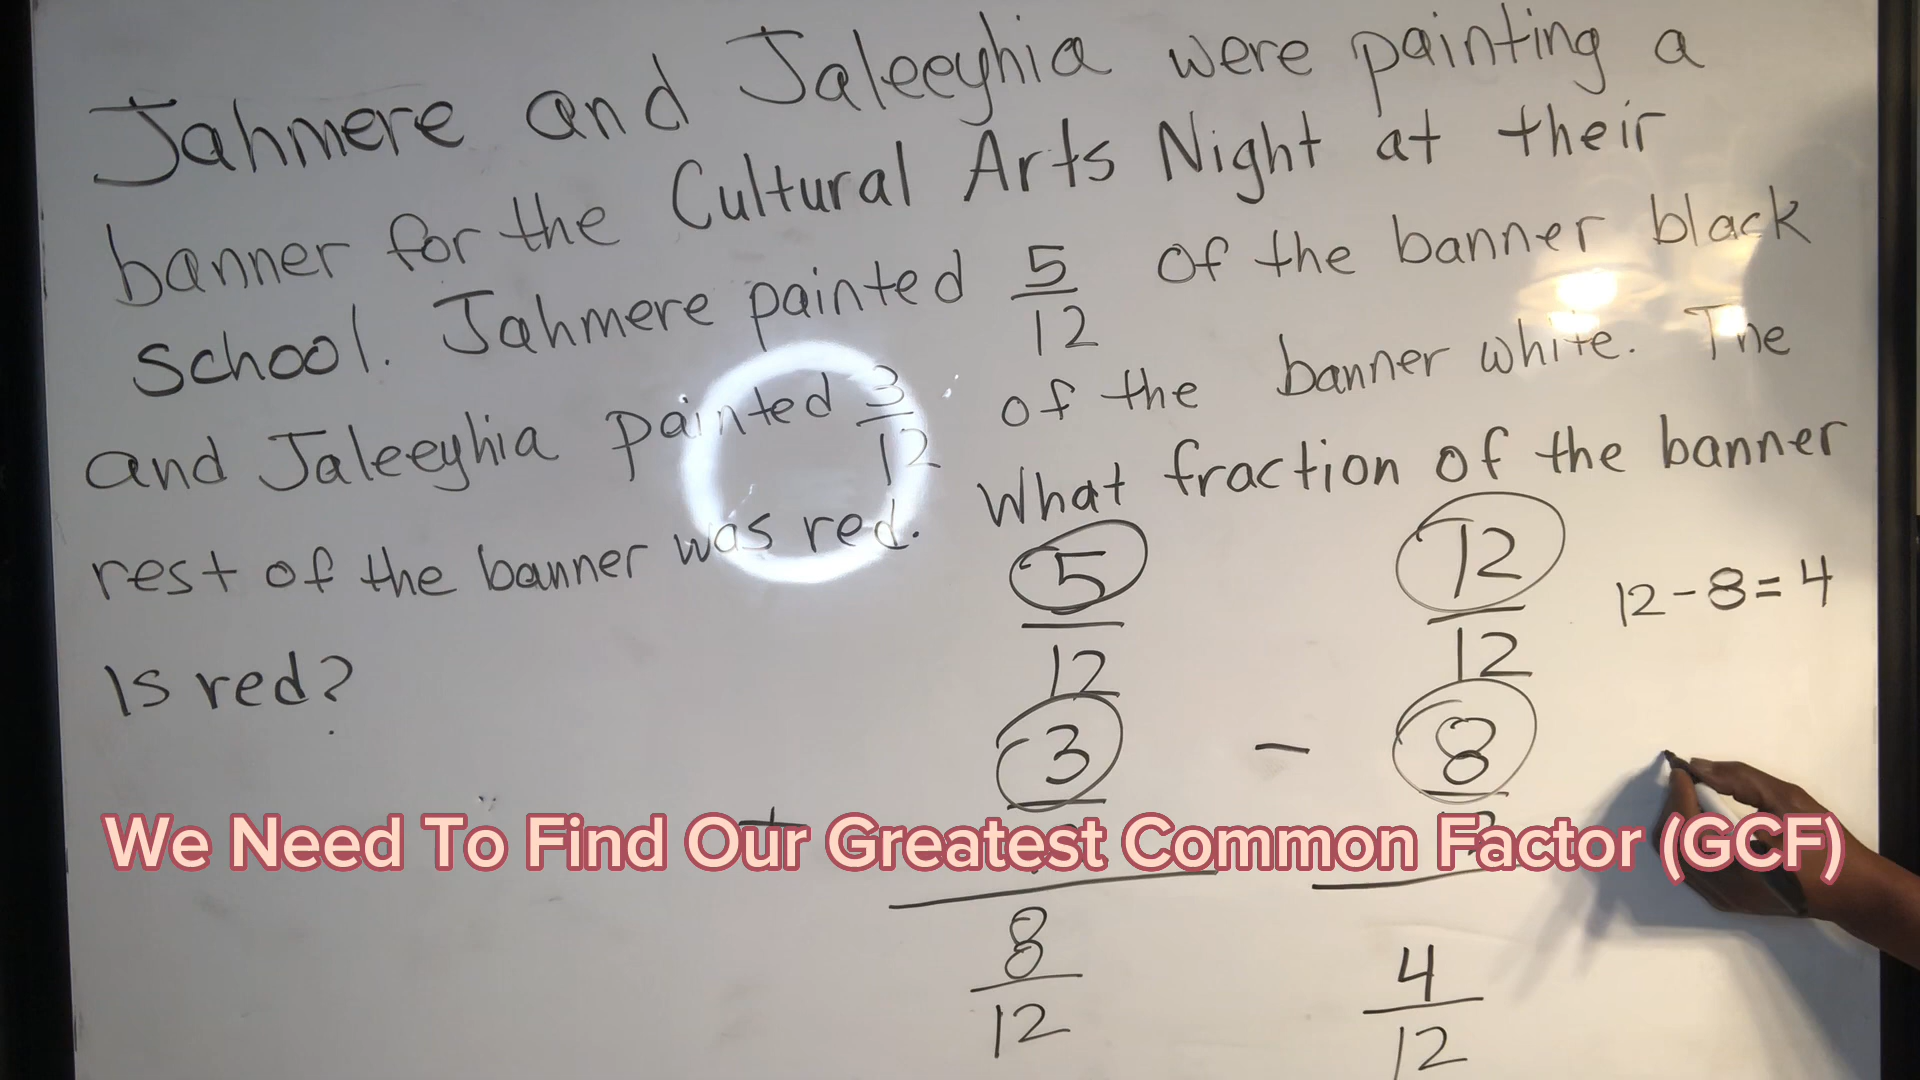 Jahmere and Jaleeyhia were painting a
banner for the Cultural Arts Night at their
school. Jahmere painted 5/12 of the banner black
and Jaleeyhia painted 3/12 of the banner white. The
rest of the banner was red. What fraction of the banner
is red?
5
12
3
8
12
12
12
- 8
4
12
12-8=4
We Need To Find Our Greatest Common Factor (GCF)